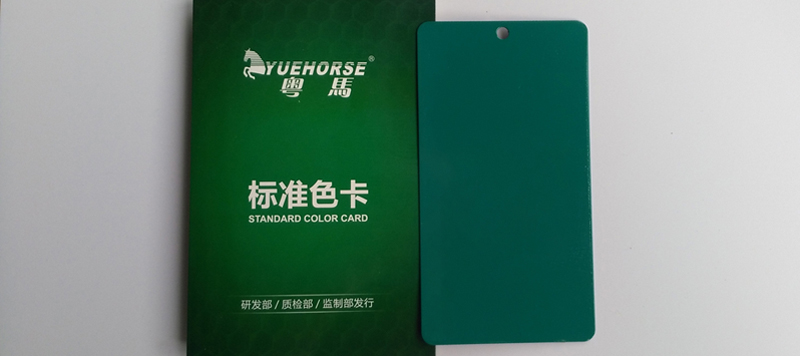 YUEHORSE®
粤馬
标准色卡
STANDARD COLOR CARD
研发部 / 质检部 / 监制部发行